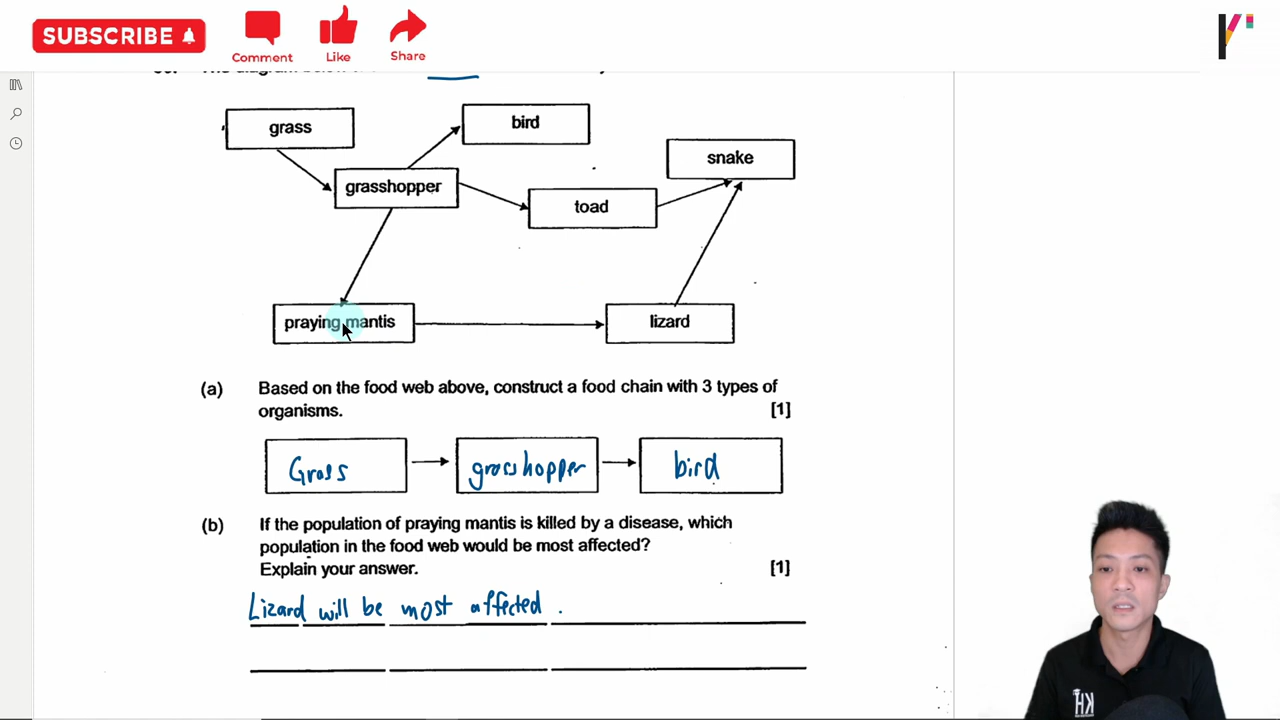 SUBSCRIBE
Comment
Like
Share
grass
bird
snake
grasshopper
toad
praying mantis
lizard
(a) Based on the food web above, construct a food chain with 3 types of
organisms. [1]
Grass grasshopper bird
(b) If the population of praying mantis is killed by a disease, which
population in the food web would be most affected?
Explain your answer. [1]
Lizard will be most affected .
KH